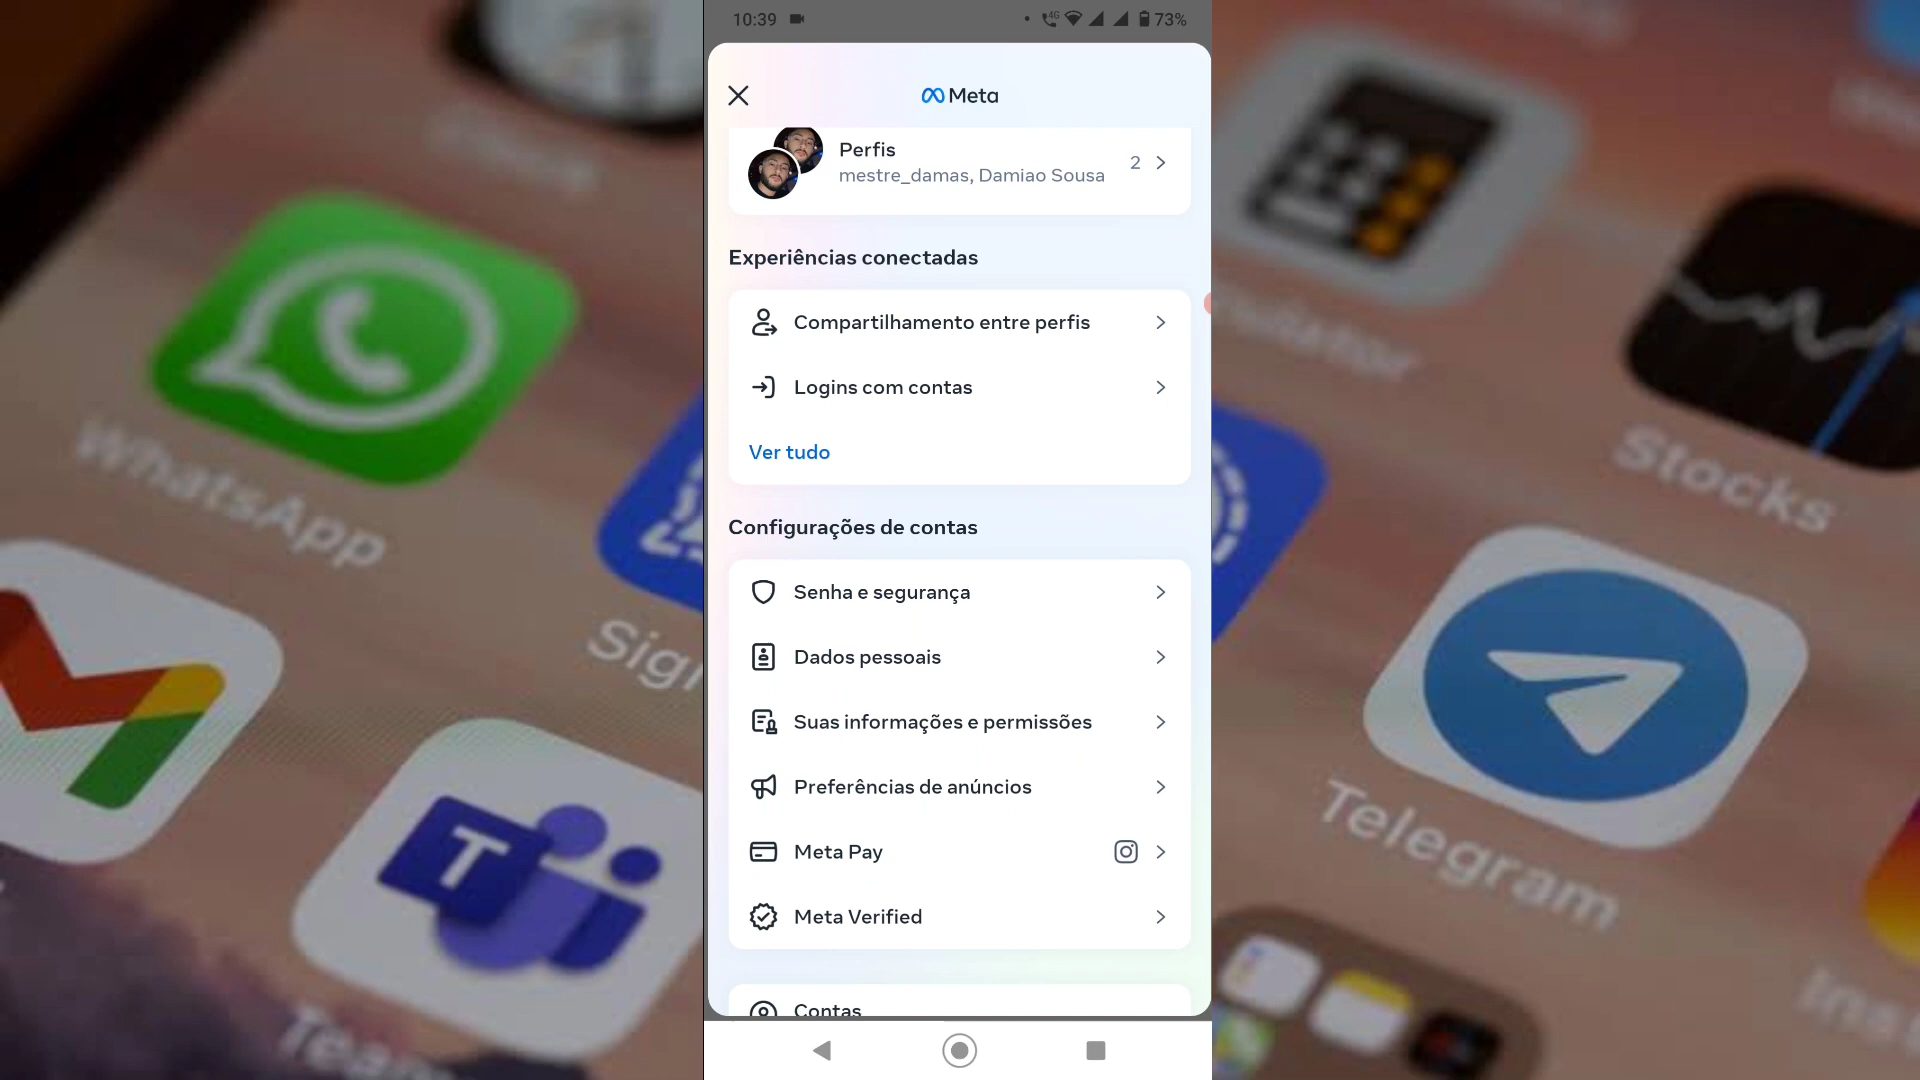 10:39
4G
73%
Meta
Perfis
mestre_damas, Damiao Sousa
2
Experiências conectadas
Compartilhamento entre perfis
Logins com contas
Ver tudo
Configurações de contas
Senha e segurança
Dados pessoais
Suas informações e permissões
Preferências de anúncios
Meta Pay
Meta Verified
Contas
WhatsApp
T
Stocks
Telegram